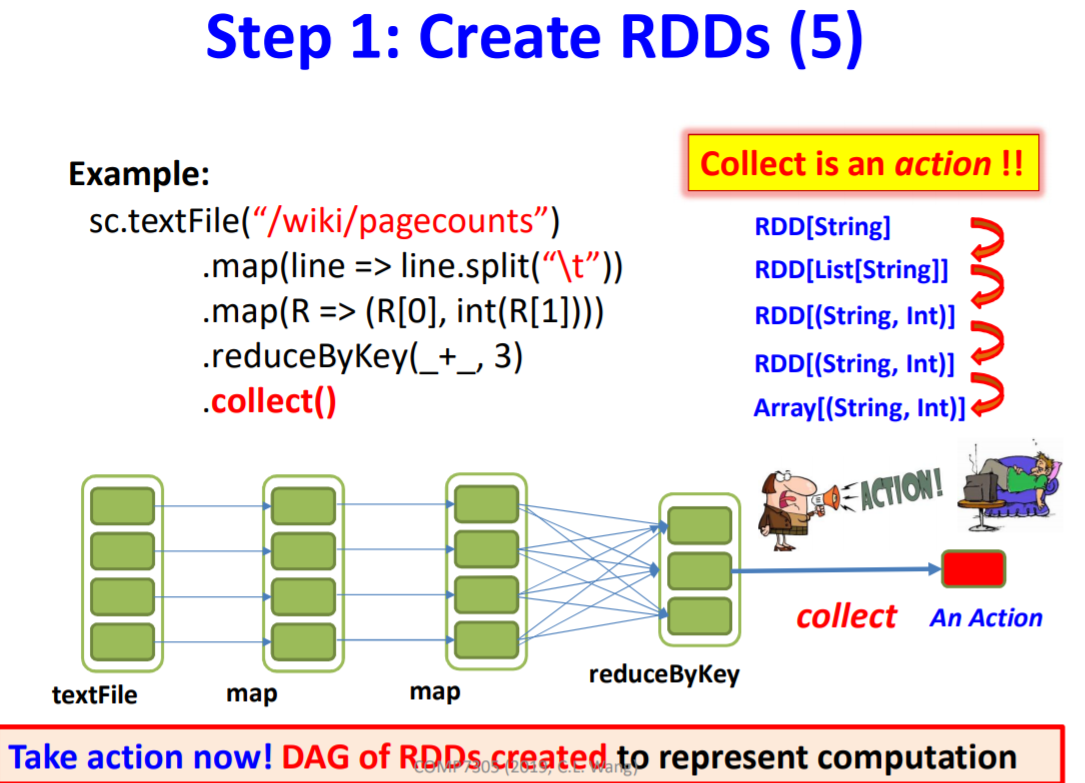 Step 1: Create RDDs (5)
Collect is an action !!
Example:
sc.textFile(“/wiki/pagecounts”)
.map(line => line.split(“\t”))
.map(R => (R[0], int(R[1])))
.reduceByKey(_+_, 3)
.collect()
RDD[String]
RDD[List[String]]
RDD[(String, Int)]
RDD[(String, Int)]
Array[(String, Int)]
ACTION!
collect
An Action
textFile
map
map
reduceByKey
Take action now! DAG of RDDs created to represent computation
COMP7305 (2019, C.L. Wang)